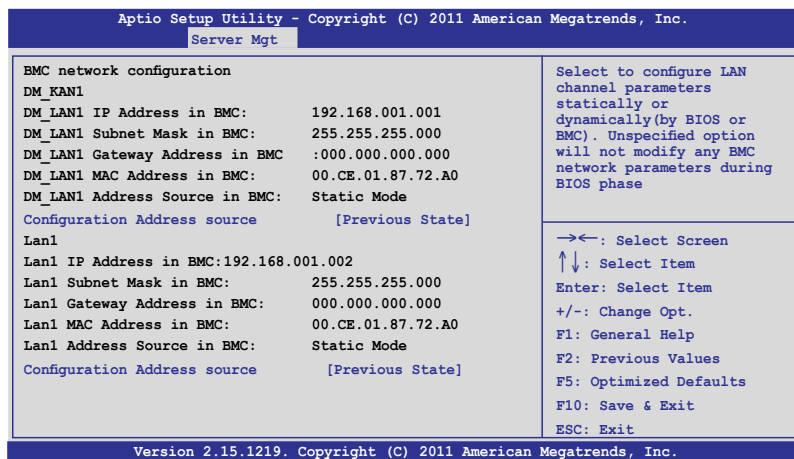 Aptio Setup Utility - Copyright (C) 2011 American Megatrends, Inc.
Server Mgt
BMC network configuration
DM_KAN1
DM_LAN1 IP Address in BMC: 192.168.001.001
DM_LAN1 Subnet Mask in BMC: 255.255.255.000
DM_LAN1 Gateway Address in BMC :000.000.000.000
DM_LAN1 MAC Address in BMC: 00.CE.01.87.72.A0
DM_LAN1 Address Source in BMC: Static Mode
Configuration Address source [Previous State]
Lan1
Lan1 IP Address in BMC:192.168.001.002
Lan1 Subnet Mask in BMC: 255.255.255.000
Lan1 Gateway Address in BMC: 000.000.000.000
Lan1 MAC Address in BMC: 00.CE.01.87.72.A0
Lan1 Address Source in BMC: Static Mode
Configuration Address source [Previous State]
Select to configure LAN
channel parameters
statically or
dynamically(by BIOS or
BMC). Unspecified option
will not modify any BMC
network parameters during
BIOS phase
→←: Select Screen
↑↓: Select Item
Enter: Select Item
+/-: Change Opt.
F1: General Help
F2: Previous Values
F5: Optimized Defaults
F10: Save & Exit
ESC: Exit
Version 2.15.1219. Copyright (C) 2011 American Megatrends, Inc.